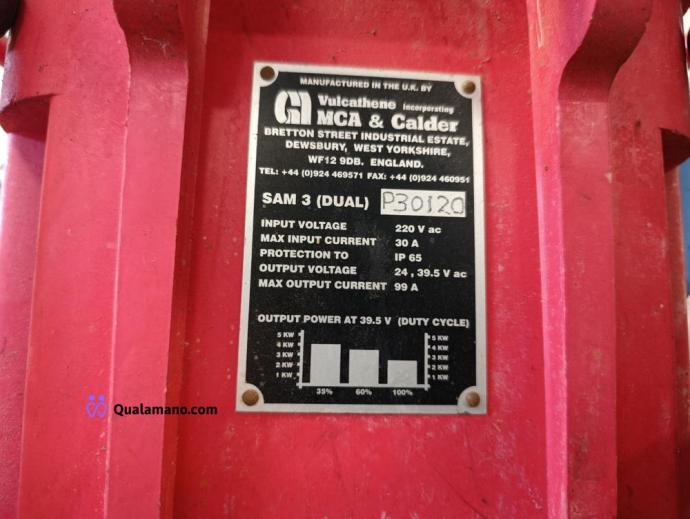 MANUFACTURED IN THE U.K. BY
Vulcathene incorporating
MCA & Calder
BRETTON STREET INDUSTRIAL ESTATE,
DEWSBURY, WEST YORKSHIRE,
WF12 9DB. ENGLAND.
TEL: +44 (0)924 469571 FAX: +44 (0)924 460951
SAM 3 (DUAL) P30120
INPUT VOLTAGE 220 V ac
MAX INPUT CURRENT 30 A
PROTECTION TO IP 65
OUTPUT VOLTAGE 24 , 39.5 V ac
MAX OUTPUT CURRENT 99 A
OUTPUT POWER AT 39.5 V (DUTY CYCLE)
5 KW 5 KW
4 KW 4 KW
3 KW 3 KW
2 KW 2 KW
1 KW 1 KW
35% 60% 100%
Qualamano.com